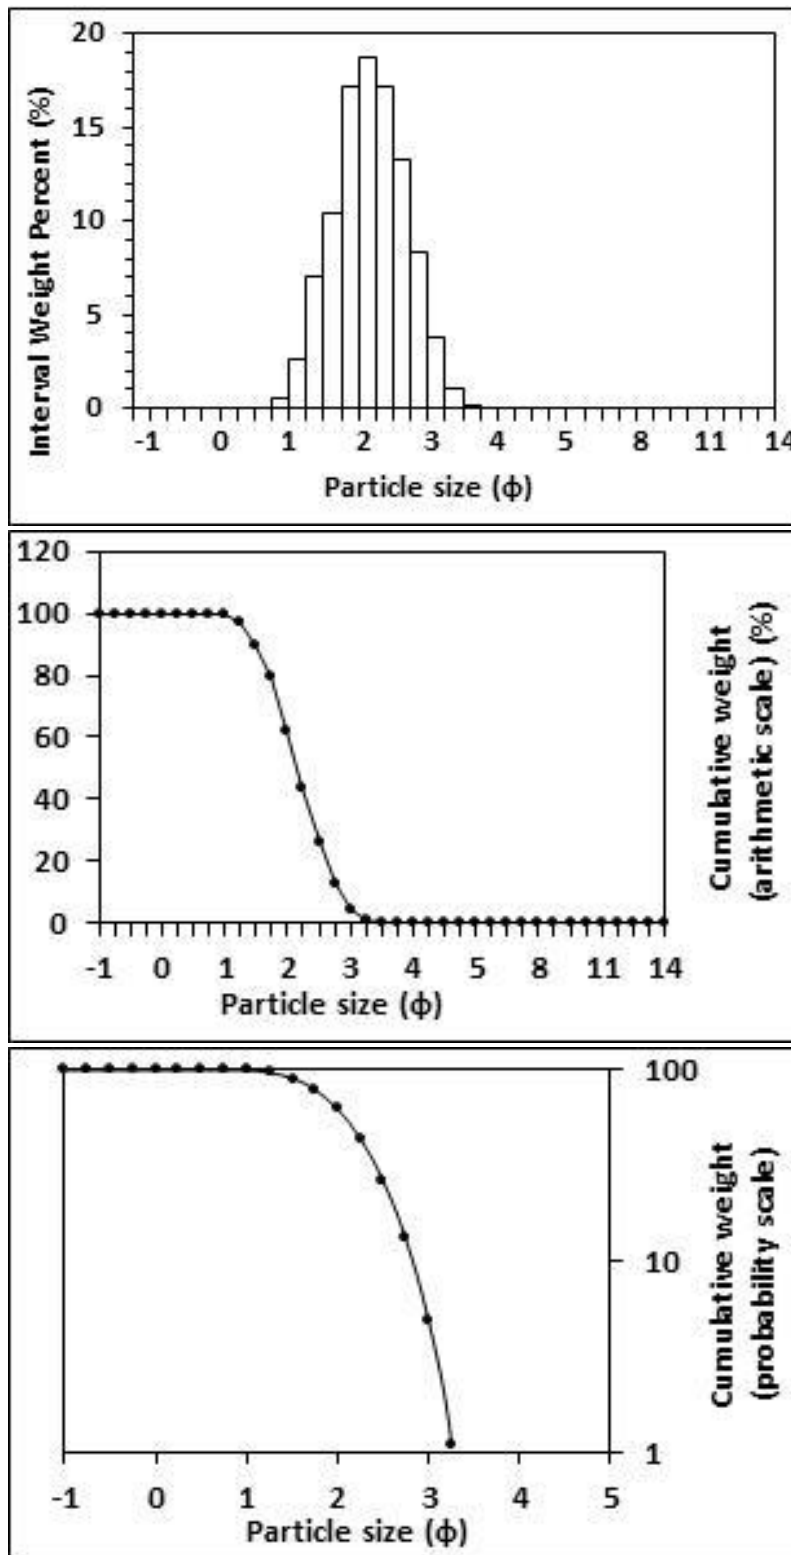 20
15
10
5
0
Interval Weight Percent (%)
-1 0 1 2 3 4 5 8 11 14
Particle size (ϕ)
120
100
80
60
40
20
0
Cumulative weight
(arithmetic scale) (%)
-1 0 1 2 3 4 5 8 11 14
Particle size (ϕ)
100
10
1
Cumulative weight
(probability scale)
-1 0 1 2 3 4 5
Particle size (ϕ)